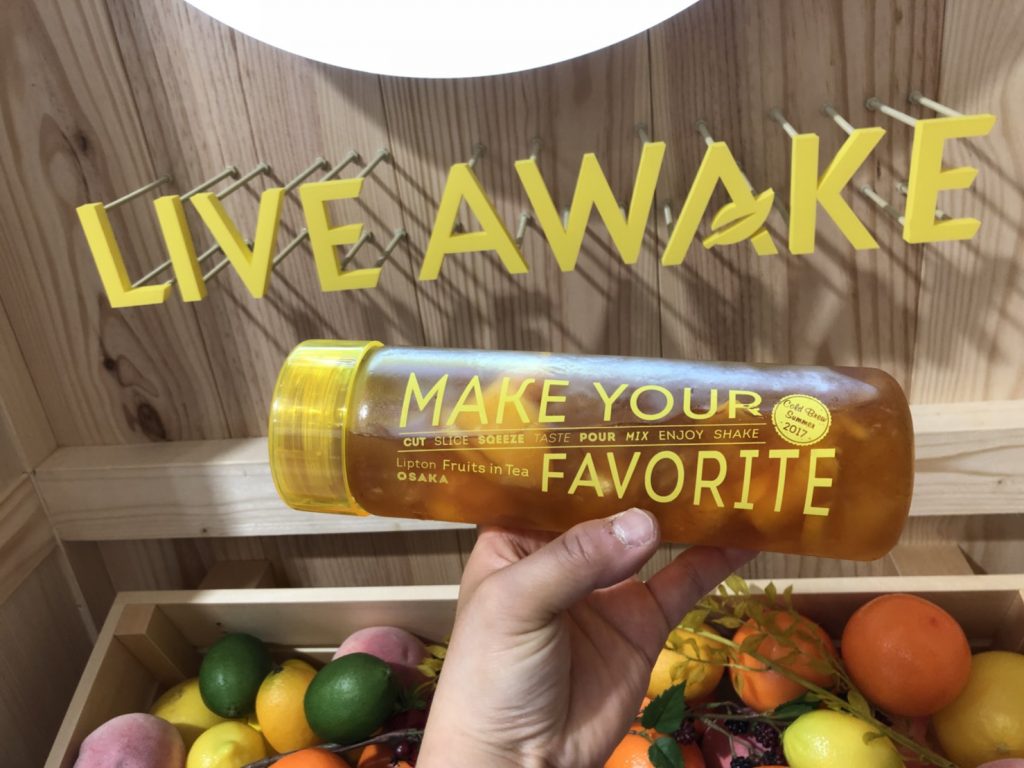 LIVE AWAKE
MAKE YOUR
CUT SLICE SQEEZE TASTE POUR MIX ENJOY SHAKE
Lipton Fruits in Tea
OSAKA
FAVORITE
Cold Brew
Summer
2017